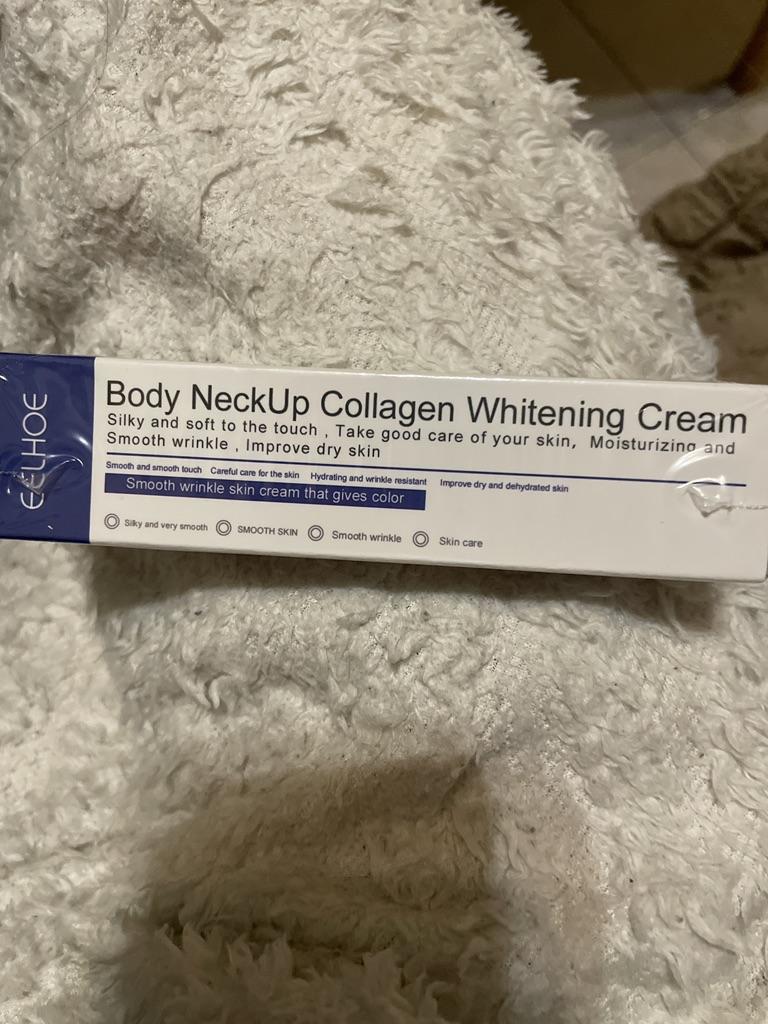 EELHOE
Body NeckUp Collagen Whitening Cream
Silky and soft to the touch , Take good care of your skin, Moisturizing and
Smooth wrinkle , Improve dry skin
Smooth and smooth touch Careful care for the skin Hydrating and wrinkle resistant Improve dry and dehydrated skin
Smooth wrinkle skin cream that gives color
Silky and very smooth SMOOTH SKIN Smooth wrinkle Skin care